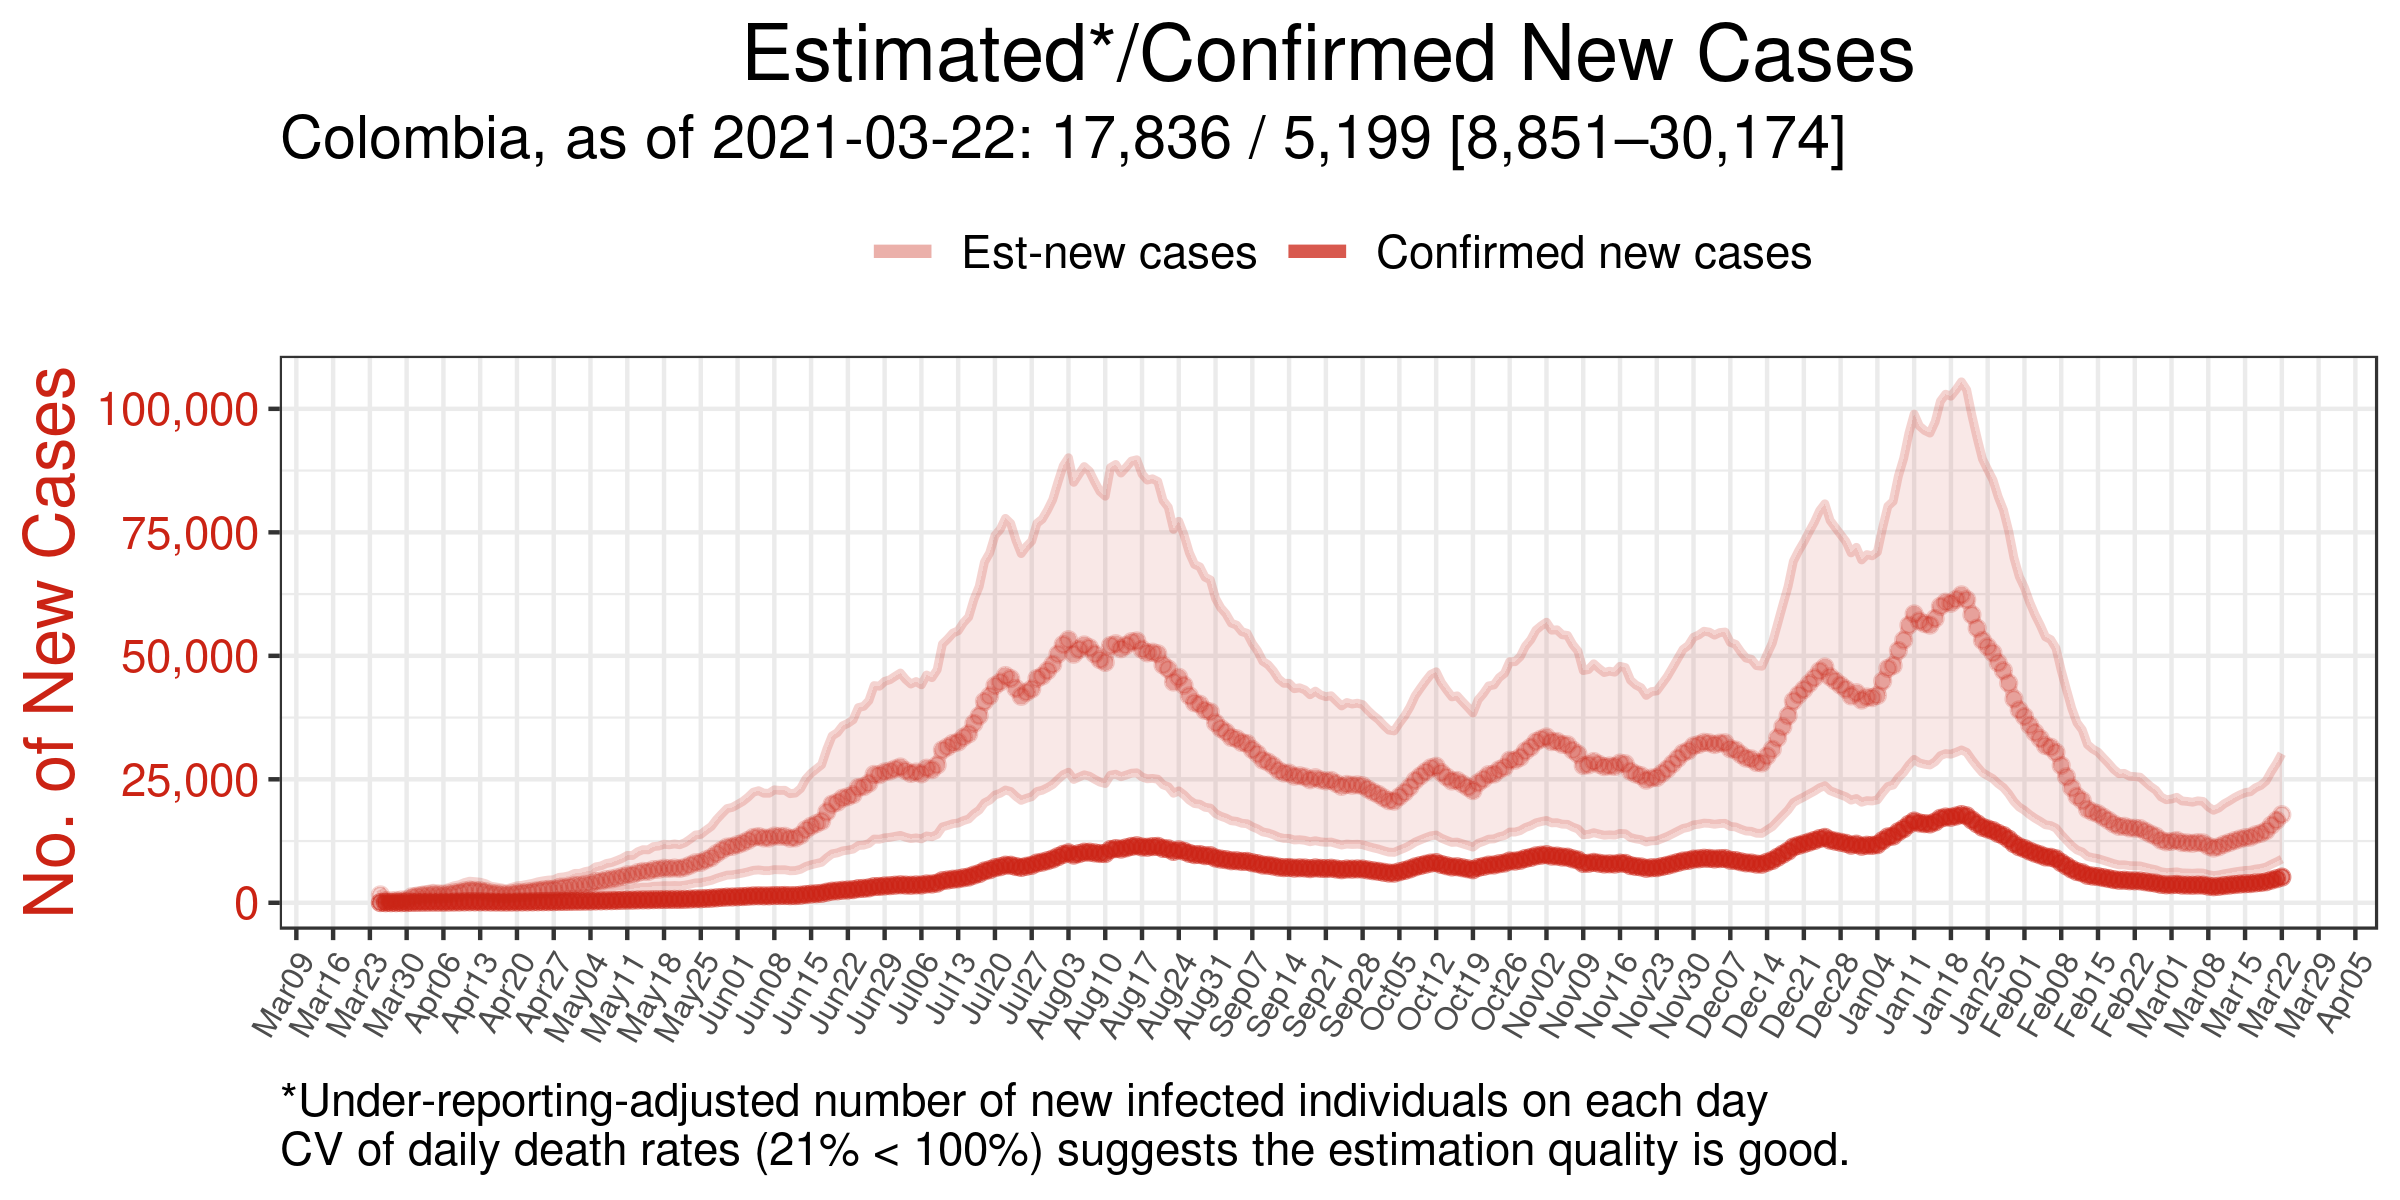 Estimated*/Confirmed New Cases
Colombia, as of 2021-03-22: 17,836 / 5,199 [8,851–30,174]
Est-new cases
Confirmed new cases
No. of New Cases
100,000
75,000
50,000
25,000
0
Mar09
Mar16
Mar23
Mar30
Apr06
Apr13
Apr20
Apr27
May04
May11
May18
May25
Jun01
Jun08
Jun15
Jun22
Jun29
Jul06
Jul13
Jul20
Jul27
Aug03
Aug10
Aug17
Aug24
Aug31
Sep07
Sep14
Sep21
Sep28
Oct05
Oct12
Oct19
Oct26
Nov02
Nov09
Nov16
Nov23
Nov30
Dec07
Dec14
Dec21
Dec28
Jan04
Jan11
Jan18
Jan25
Feb01
Feb08
Feb15
Feb22
Mar01
Mar08
Mar15
Mar22
Mar29
Apr05
*Under-reporting-adjusted number of new infected individuals on each day
CV of daily death rates (21% < 100%) suggests the estimation quality is good.